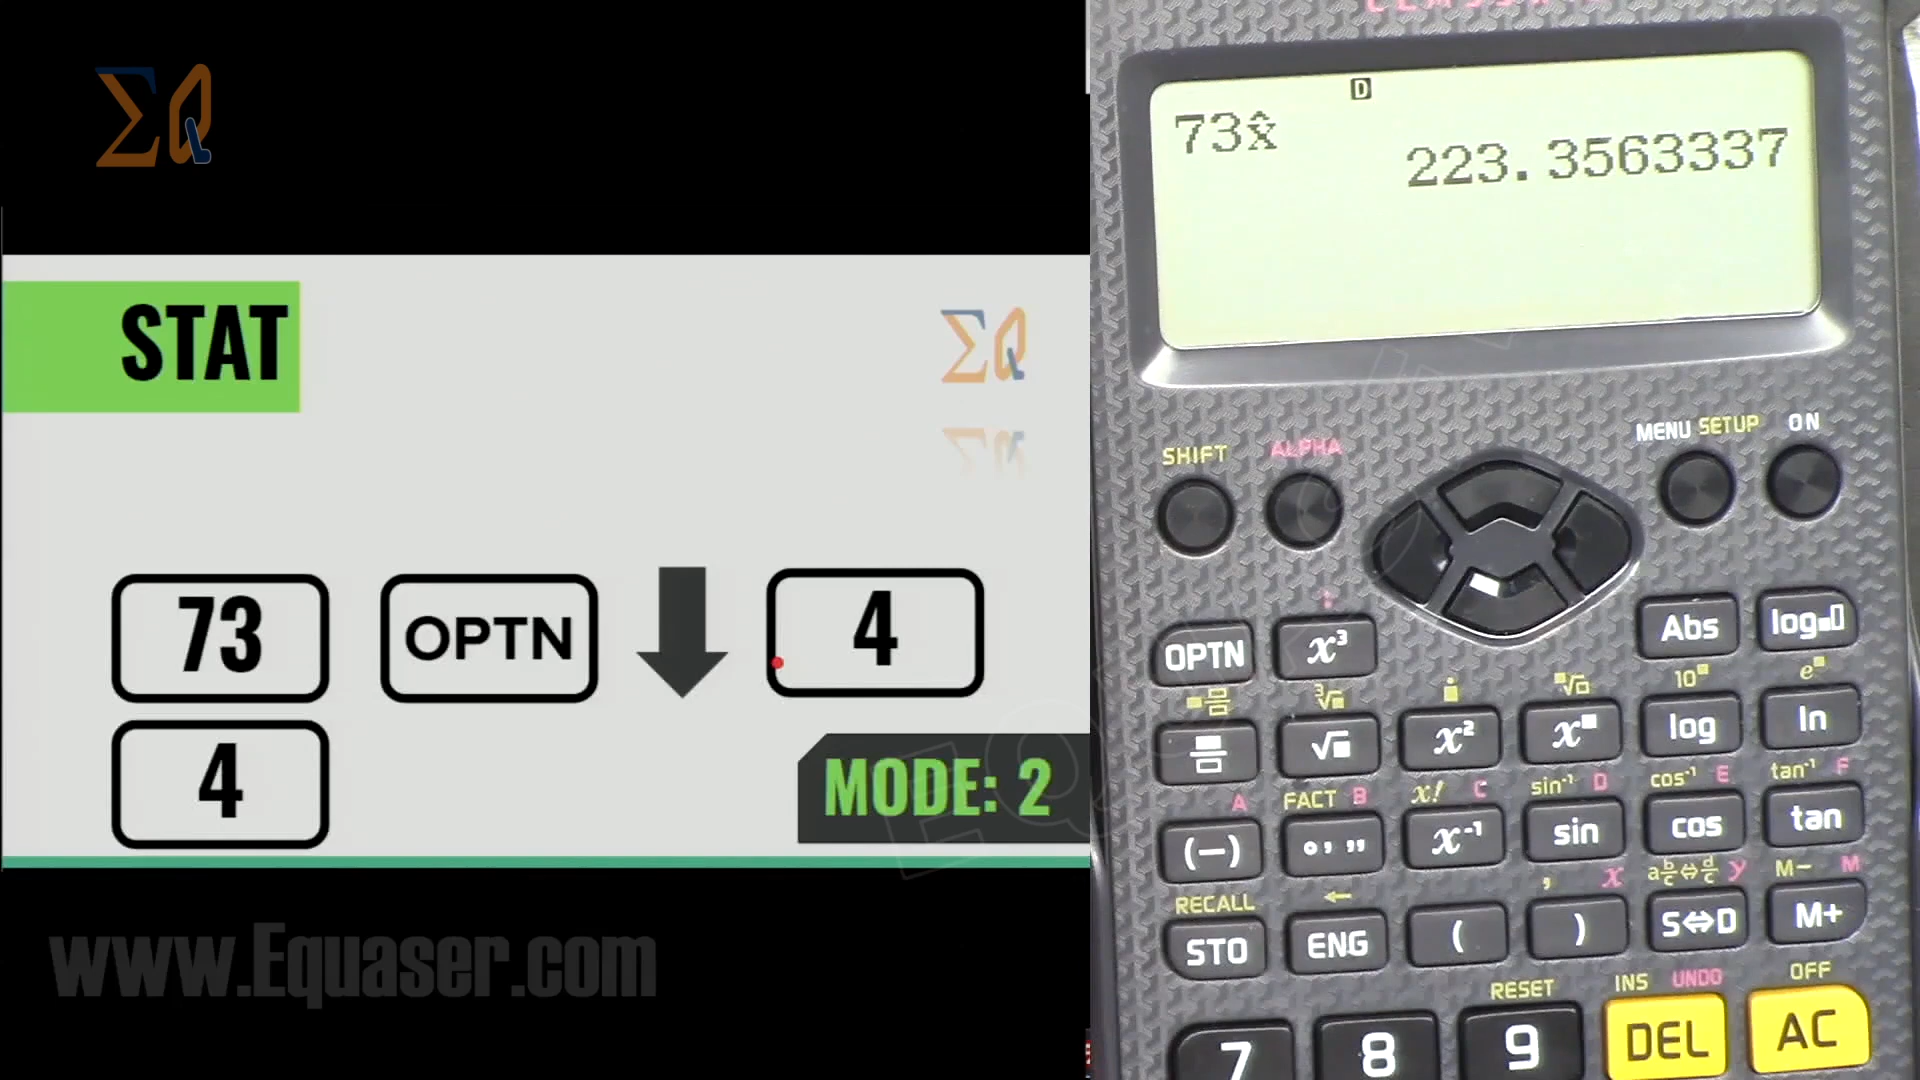 ΣQ
STAT
ΣQ
73 OPTN 4
4
MODE: 2
www.Equaser.com
D
73x̂
223.3563337
SHIFT ALPHA MENU SETUP ON
:
OPTN x³ Abs log▪▯
▪▭/▭ ³√▪ ▪ ▪√▭ 10▪ e▪
▪/▭ √▪ x² x▪ log ln
A FACT B x! C sin⁻¹ D cos⁻¹ E tan⁻¹ F
(−) ° ’ ” x⁻¹ sin cos tan
RECALL ← , x a b/c⇔d/c y M− M
STO ENG ( ) S⇔D M+
RESET INS UNDO OFF
7 8 9 DEL AC